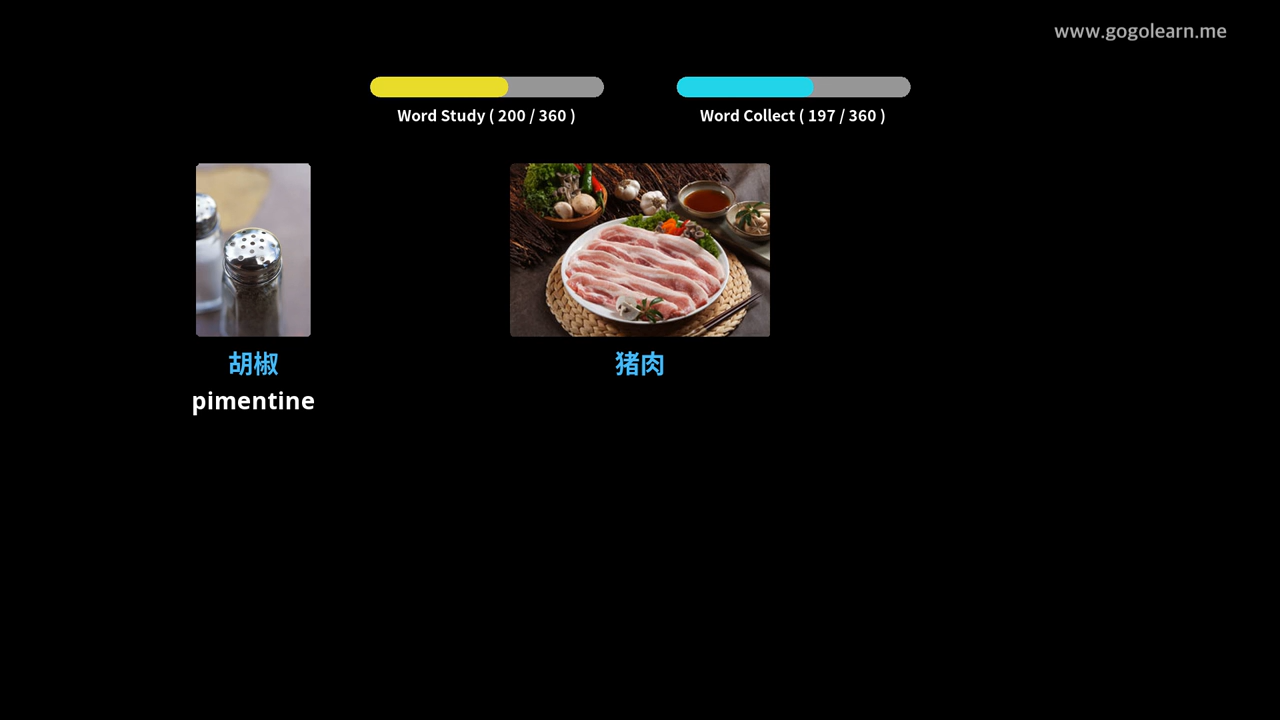 www.gogolearn.me
Word Study ( 200 / 360 )
Word Collect ( 197 / 360 )
胡椒
猪肉
pimentine